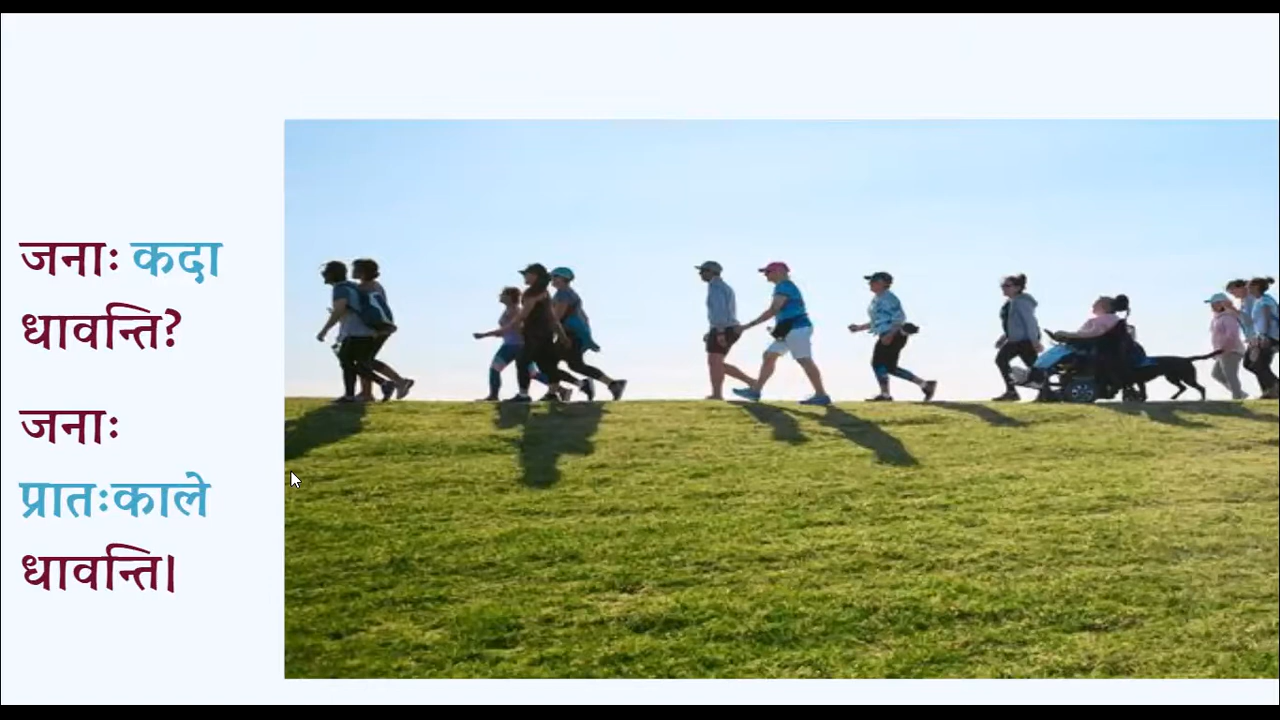 जनाः कदा
धावन्ति?
जनाः
प्रातःकाले
धावन्ति।